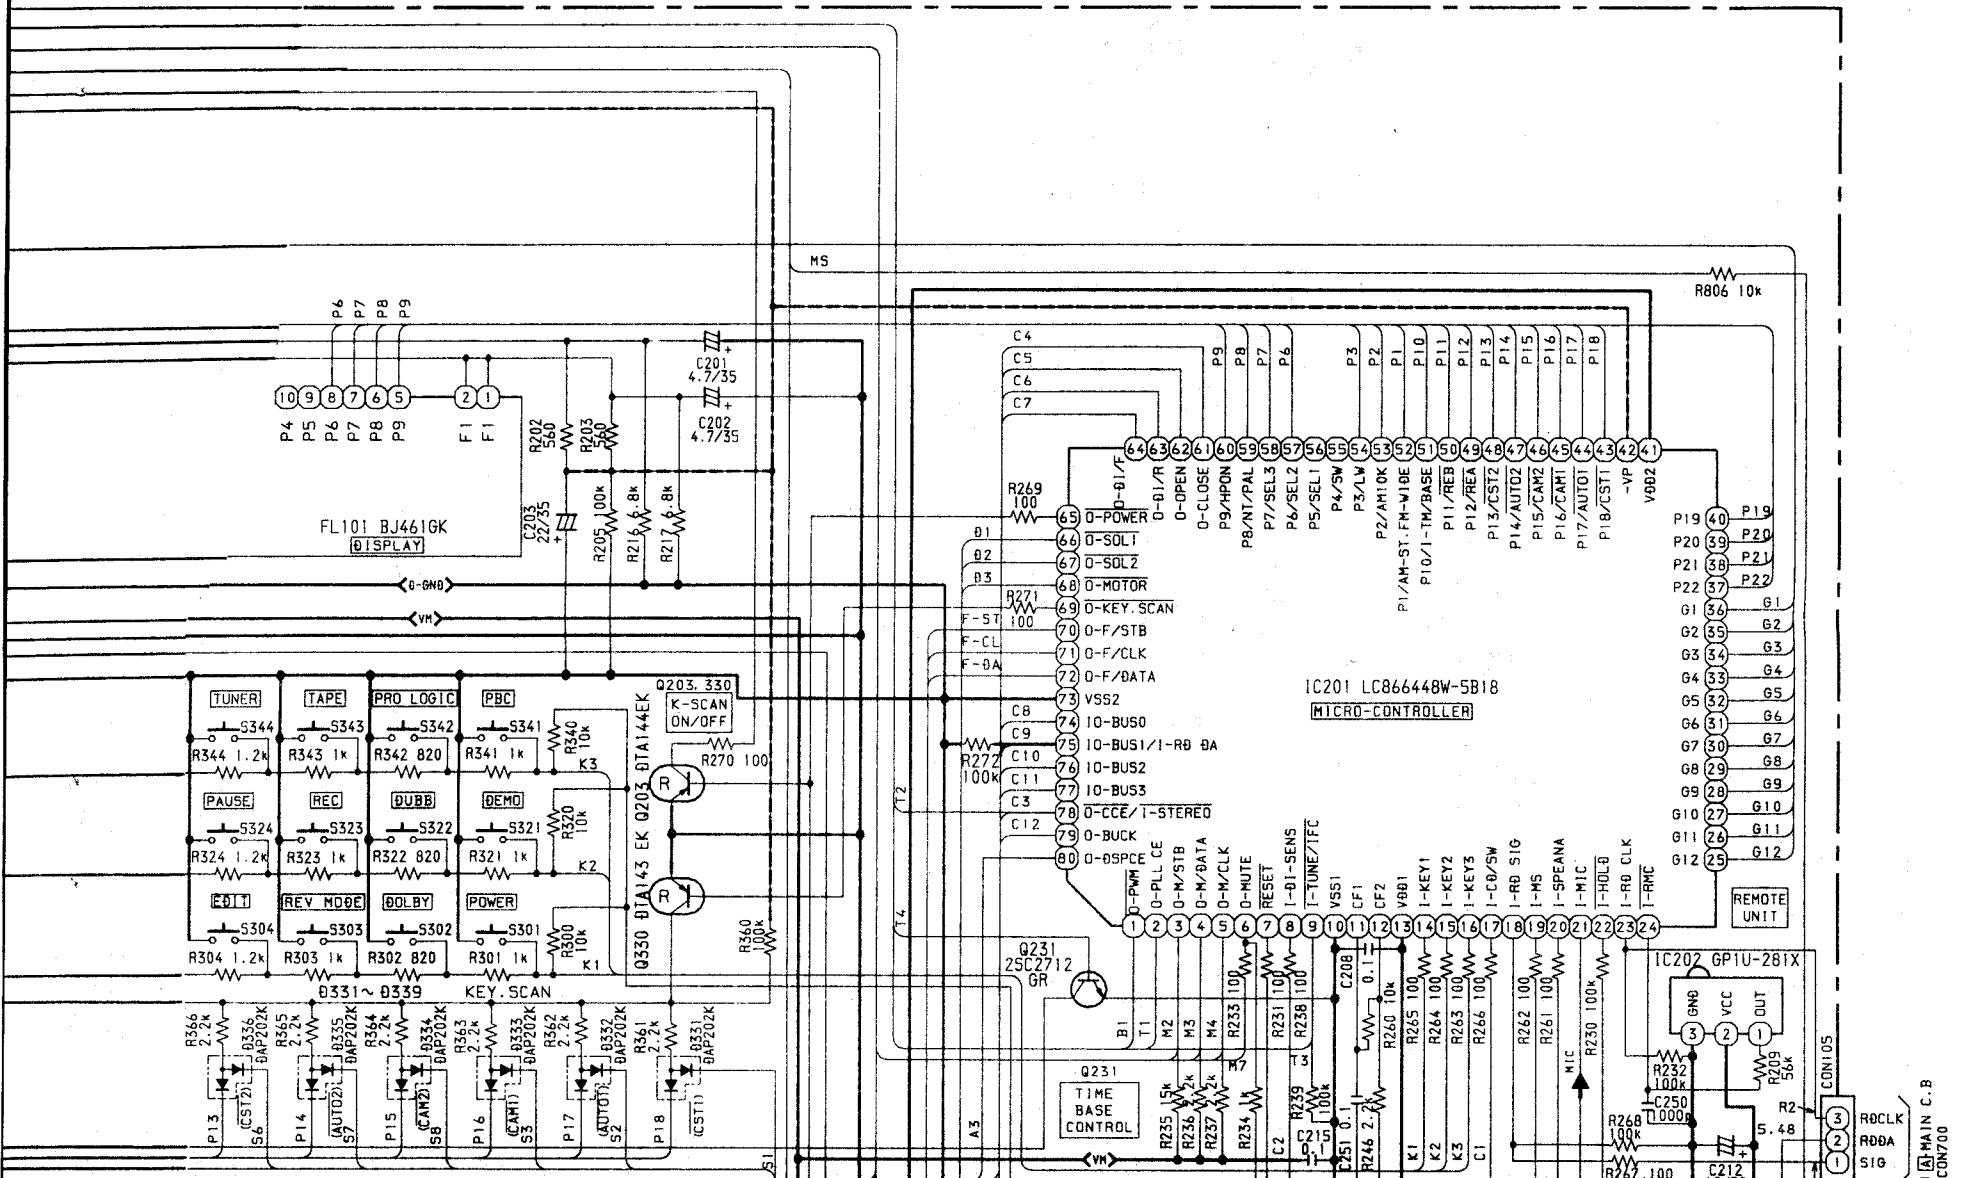 MS
R806 10k
P6
P7
P8
P9
C201
4.7/35
C202
4.7/35
10
9
8
7
6
5
2
1
P4
P5
P6
P7
P8
P9
F1
F1
R202
560
R203
560
C203
22/35
R205 100k
R216 6.8k
R217 6.8k
FL101 BJ461GK
DISPLAY
D-GND
VM
C4
C5
C6
C7
P9
P8
P7
P6
P3
P2
P1
P10
P11
P12
P13
P14
P15
P16
P17
P18
64
63
62
61
60
59
58
57
56
55
54
53
52
51
50
49
48
47
46
45
44
43
42
41
O-DI/F
O-DI/R
O-OPEN
O-CLOSE
P9/HPON
P8/NT/PAL
P7/SEL3
P6/SEL2
P5/SEL1
P4/SW
P3/LW
P2/AM10K
P1/AM-ST.FM-WIDE
P10/I-TM/BASE
P11/REB
P12/REA
P13/CST2
P14/AUTO2
P15/CAM2
P16/CAM1
P17/AUTO1
P18/CST1
-VP
VDD2
R269
100
65 O-POWER
D1
66 O-SOL1
D2
67 O-SOL2
D3
68 O-MOTOR
R271
100
69 O-KEY.SCAN
F-ST
70 O-F/STB
F-CL
71 O-F/CLK
F-DA
72 O-F/DATA
73 VSS2
C8
74 IO-BUS0
C9
75 IO-BUS1/I-RD DA
R272
100k
C10
76 IO-BUS2
C11
77 IO-BUS3
C3
78 O-CCE/I-STEREO
C12
79 O-BUCK
80 O-DSPCE
IC201 LC866448W-5B18
MICRO-CONTROLLER
P19 40 P19
P20 39 P20
P21 38 P21
P22 37 P22
G1 36 G1
G2 35 G2
G3 34 G3
G4 33 G4
G5 32 G5
G6 31 G6
G7 30 G7
G8 29 G8
G9 28 G9
G10 27 G10
G11 26 G11
G12 25 G12
O-PWM
O-PLL CE
O-M/STB
O-M/DATA
O-M/CLK
O-MUTE
RESET
I-DI-SENS
I-TUNE/IFC
VSS1
CF1
CF2
VDD1
I-KEY1
I-KEY2
I-KEY3
I-CD/SW
I-RD SIG
I-MS
I-SPEANA
I-MIC
I-HOLD
I-RD CLK
I-RMC
1
2
3
4
5
6
7
8
9
10
11
12
13
14
15
16
17
18
19
20
21
22
23
24
REMOTE
UNIT
IC202 GP1U-281X
GND
VCC
OUT
3
2
1
TUNER
TAPE
PRO LOGIC
PBC
S344
S343
S342
S341
R344 1.2k
R343 1k
R342 820
R341 1k
R340
10k
K3
PAUSE
REC
DUBB
DEMO
S324
S323
S322
S321
R324 1.2k
R323 1k
R322 820
R321 1k
R320
10k
K2
EDIT
REV MODE
DOLBY
POWER
S304
S303
S302
S301
R304 1.2k
R303 1k
R302 820
R301 1k
R300
10k
K1
D331~D339
KEY.SCAN
Q203.330
K-SCAN
ON/OFF
R270 100
R
R
Q203 DTA144EK
Q330 DTA143 EK
R360
100k
T2
T4
R366
2.2k
D336
DAP202K
R365
2.2k
D335
DAP202K
R364
2.2k
D334
DAP202K
R363
2.2k
D333
DAP202K
R362
2.2k
D332
DAP202K
R361
2.2k
D331
DAP202K
P13
(CST2)
S6
P14
(AUTO2)
S7
P15
(CAM2)
S8
P16
(CAM1)
S3
P17
(AUTO1)
S2
P18
(CST1)
S1
Q231
2SC2712
GR
Q231
TIME
BASE
CONTROL
VM
A3
B1
T1
M2
M3
M4
M7
T3
R233 100
R231 100
R238 100
C208
0.1
R260 10k
R265 100
R264 100
R263 100
R266 100
R262 100
R261 100
MIC
R230 100k
R235 15k
R236 2.2k
R237 2.2k
R234 1k
C2
R239
100k
C215
0.1
C251 0.1
R246 2.2k
K1
K2
K3
C1
R232
100k
R209
56k
C250
1000p
R268
100k
R267 100
C212
5.48
R2
CON105
3 RDCLK
2 RDDA
1 SIG
A MAIN C.B
CON700